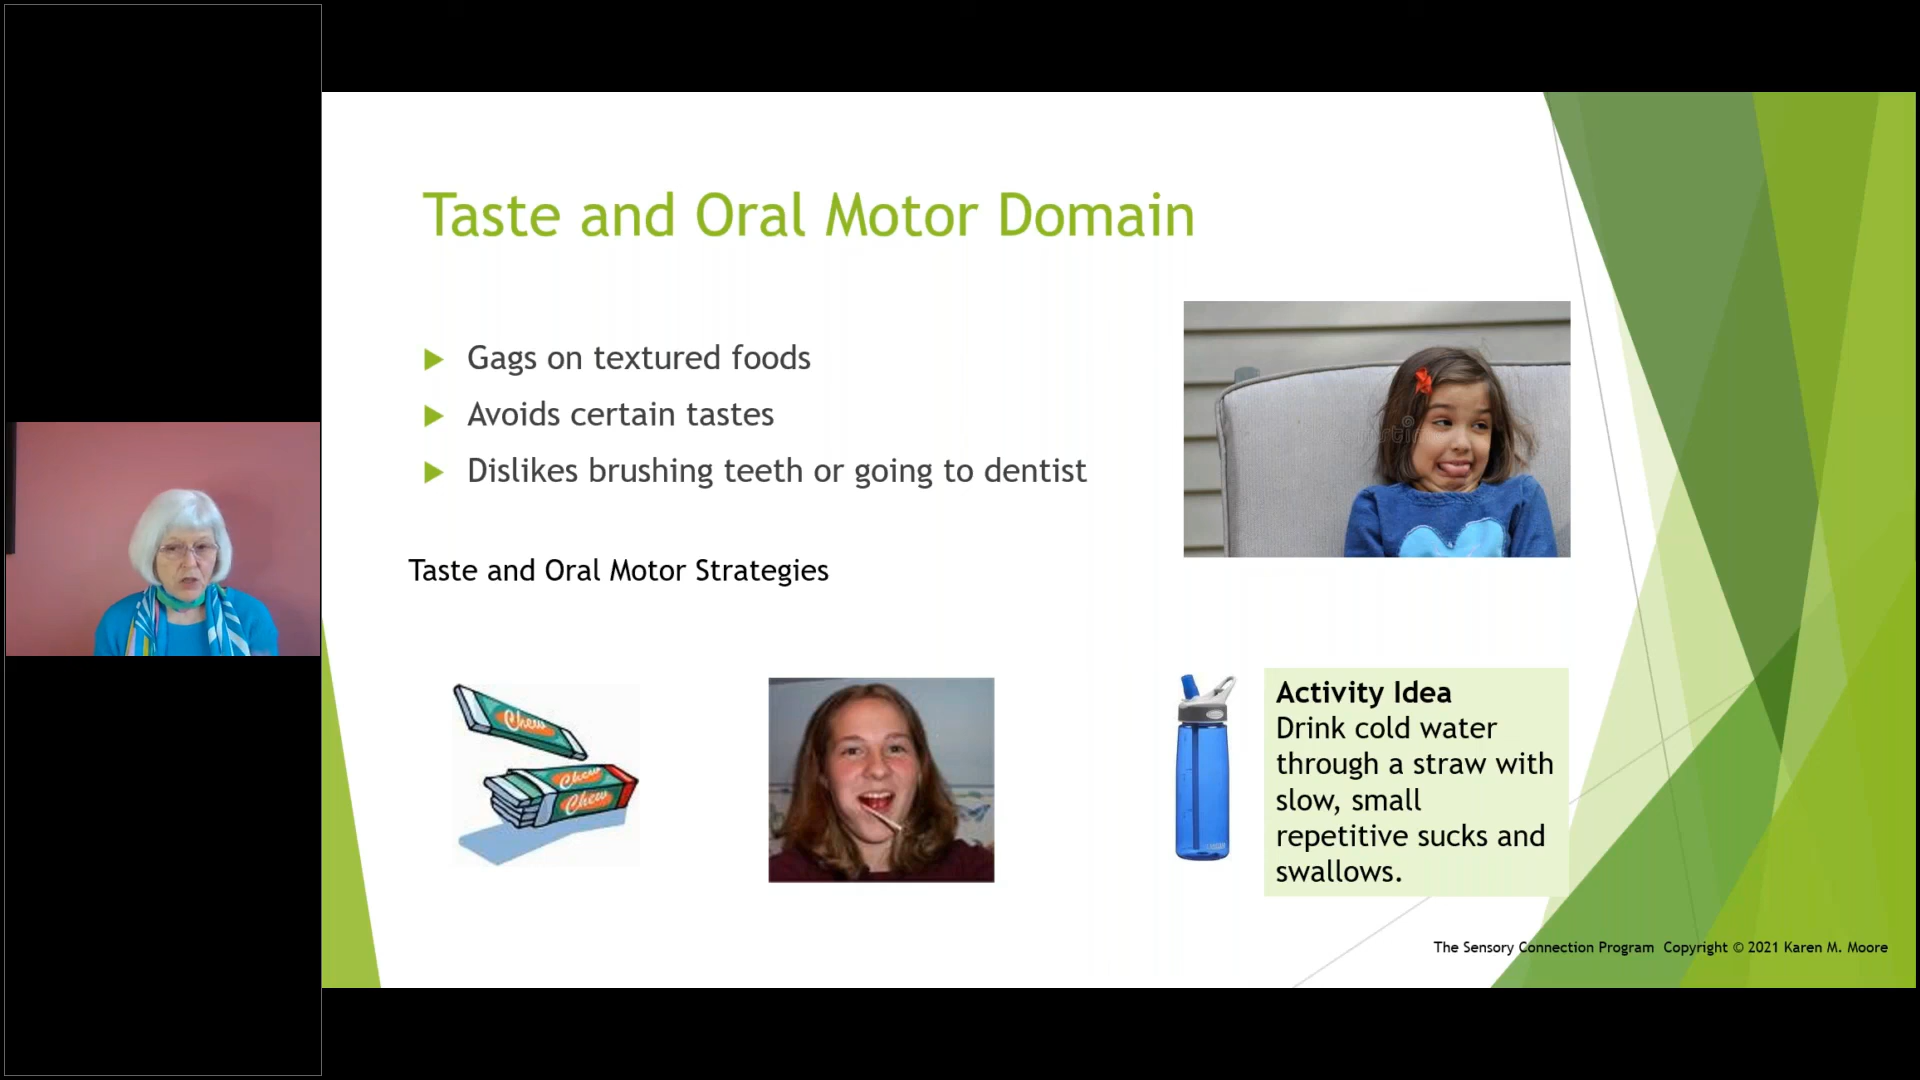 Taste and Oral Motor Domain
Gags on textured foods
Avoids certain tastes
Dislikes brushing teeth or going to dentist
Taste and Oral Motor Strategies
Chew
Chew
Chew
Activity Idea
Drink cold water
through a straw with
slow, small
repetitive sucks and
swallows.
The Sensory Connection Program Copyright © 2021 Karen M. Moore